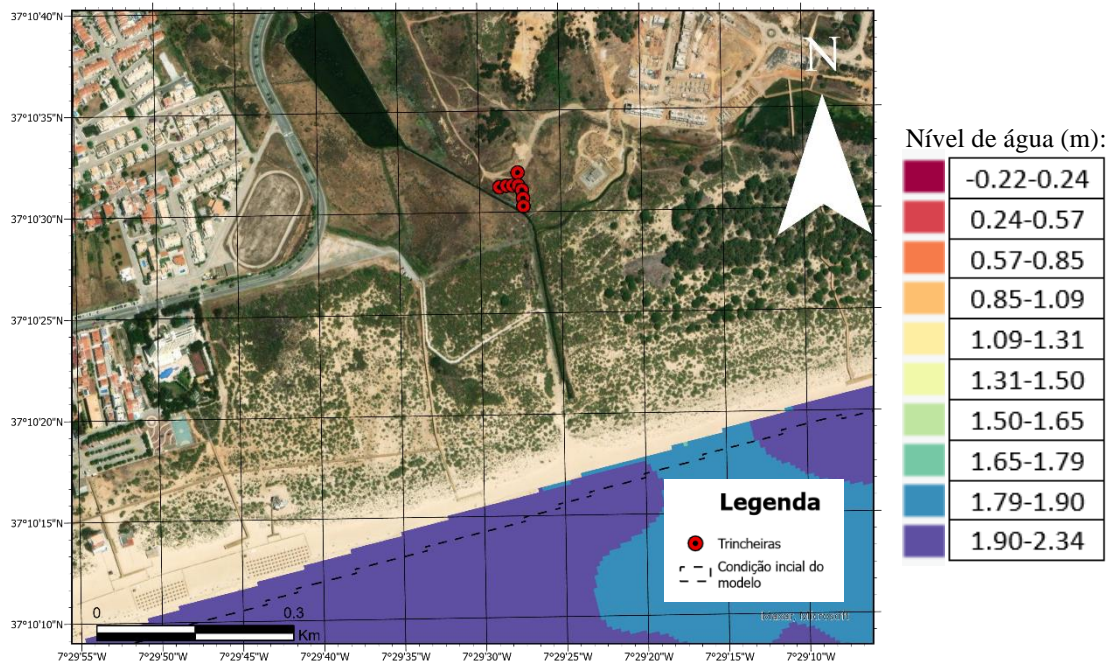 37°10'40"N
37°10'35"N
37°10'30"N
37°10'25"N
37°10'20"N
37°10'15"N
37°10'10"N
N
Nível de água (m):
-0.22-0.24
0.24-0.57
0.57-0.85
0.85-1.09
1.09-1.31
1.31-1.50
1.50-1.65
1.65-1.79
1.79-1.90
1.90-2.34
Legenda
Trincheiras
Condição incial do
modelo
0 0.3
Km
7°29'55"W 7°29'50"W 7°29'45"W 7°29'40"W 7°29'35"W 7°29'30"W 7°29'25"W 7°29'20"W 7°29'15"W 7°29'10"W